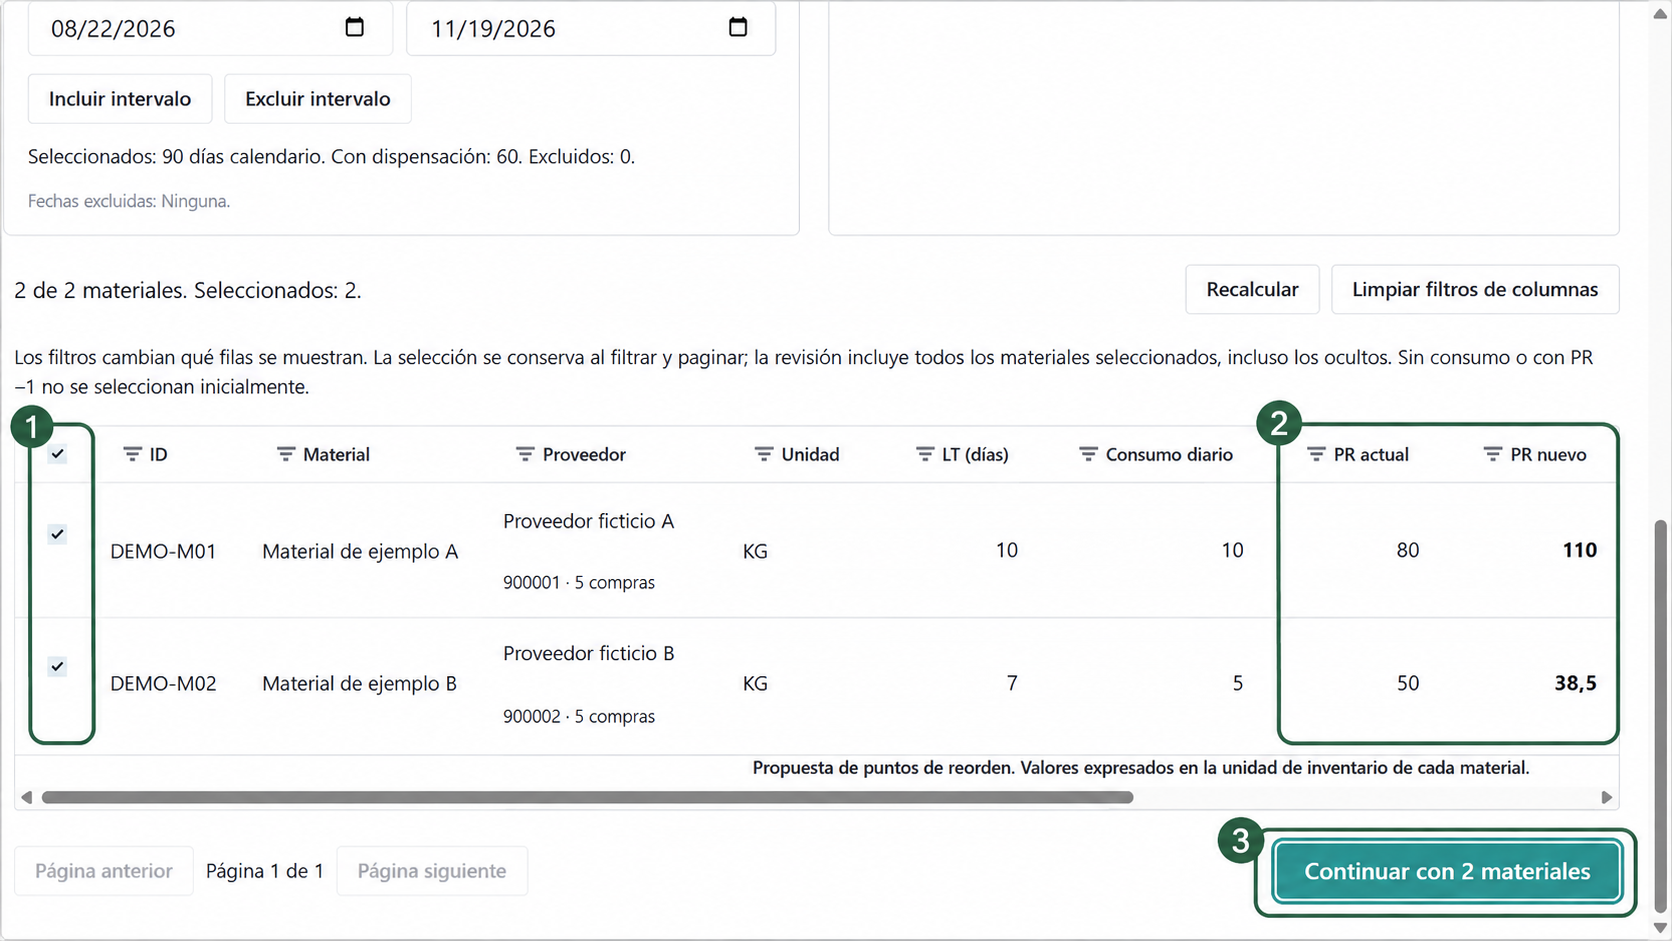 08/22/2026 11/19/2026
Incluir intervalo Excluir intervalo
Seleccionados: 90 días calendario. Con dispensación: 60. Excluidos: 0.
Fechas excluidas: Ninguna.
2 de 2 materiales. Seleccionados: 2.
Recalcular Limpiar filtros de columnas
Los filtros cambian qué filas se muestran. La selección se conserva al filtrar y paginar; la revisión incluye todos los materiales seleccionados, incluso los ocultos. Sin consumo o con PR
−1 no se seleccionan inicialmente.
1 2
ID Material Proveedor Unidad LT (días) Consumo diario PR actual PR nuevo
Proveedor ficticio A
DEMO-M01 Material de ejemplo A KG 10 10 80 110
900001 · 5 compras
Proveedor ficticio B
DEMO-M02 Material de ejemplo B KG 7 5 50 38,5
900002 · 5 compras
Propuesta de puntos de reorden. Valores expresados en la unidad de inventario de cada material.
3
Página anterior Página 1 de 1 Página siguiente Continuar con 2 materiales